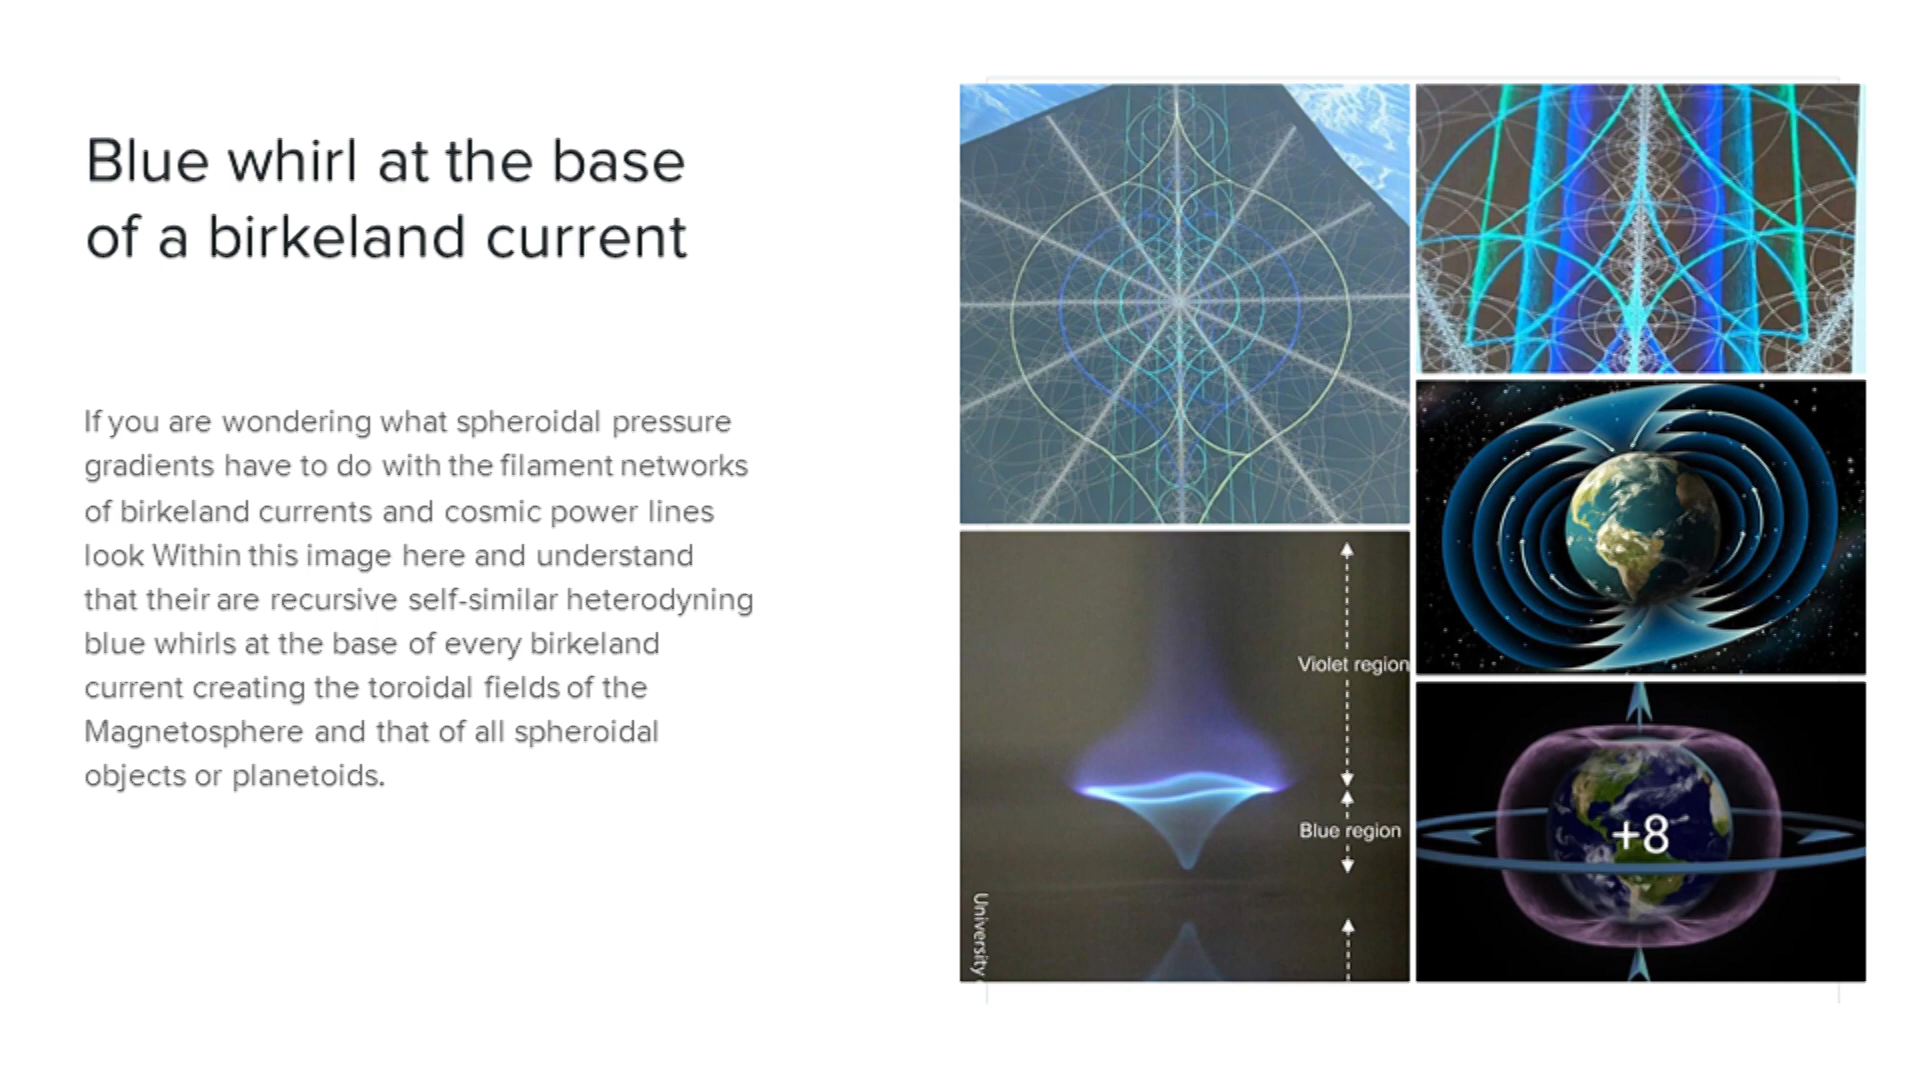 Blue whirl at the base
of a birkeland current
If you are wondering what spheroidal pressure
gradients have to do with the filament networks
of birkeland currents and cosmic power lines
look Within this image here and understand
that their are recursive self-similar heterodyning
blue whirls at the base of every birkeland
current creating the toroidal fields of the
Magnetosphere and that of all spheroidal
objects or planetoids.
Violet region
Blue region
University
+8